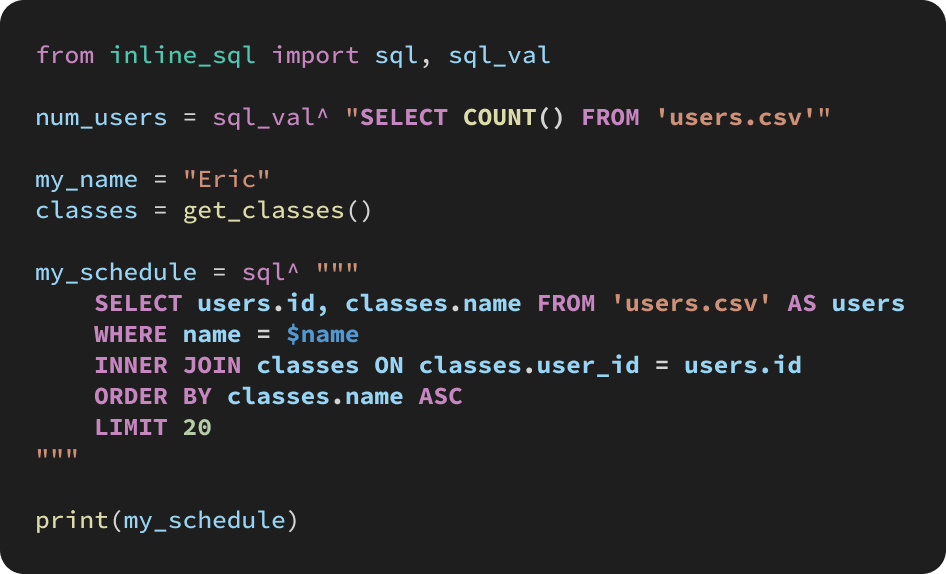 from inline_sql import sql, sql_val
num_users = sql_val^ "SELECT COUNT() FROM 'users.csv'"
my_name = "Eric"
classes = get_classes()
my_schedule = sql^ """
    SELECT users.id, classes.name FROM 'users.csv' AS users
    WHERE name = $name
    INNER JOIN classes ON classes.user_id = users.id
    ORDER BY classes.name ASC
    LIMIT 20
"""
print(my_schedule)